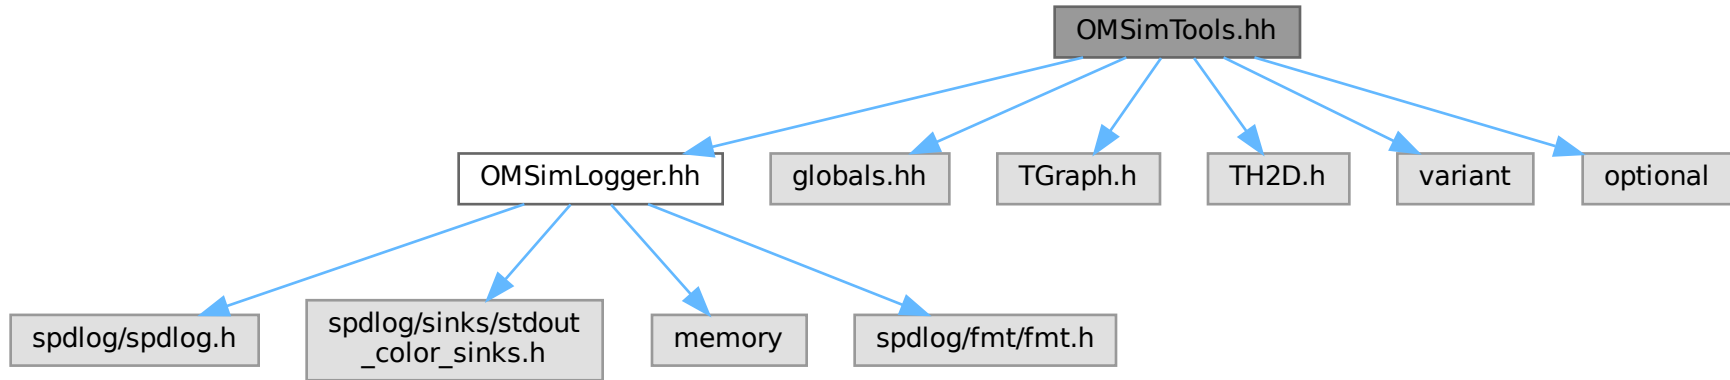 OMSimTools.hh
OMSimLogger.hh
globals.hh
TGraph.h
TH2D.h
variant
optional
spdlog/spdlog.h
spdlog/sinks/stdout
_color_sinks.h
memory
spdlog/fmt/fmt.h